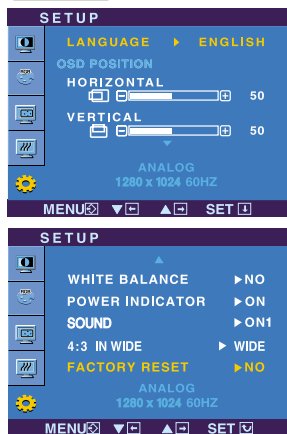 SETUP
LANGUAGE ▶ ENGLISH
OSD POSITION
HORIZONTAL
50
VERTICAL
50
ANALOG
1280 x 1024 60HZ
MENU ▼ ▲ SET
SETUP
WHITE BALANCE ▶NO
POWER INDICATOR ▶ON
SOUND ▶ON1
4:3 IN WIDE ▶ WIDE
FACTORY RESET ▶NO
ANALOG
1280 x 1024 60HZ
MENU ▼ ▲ SET